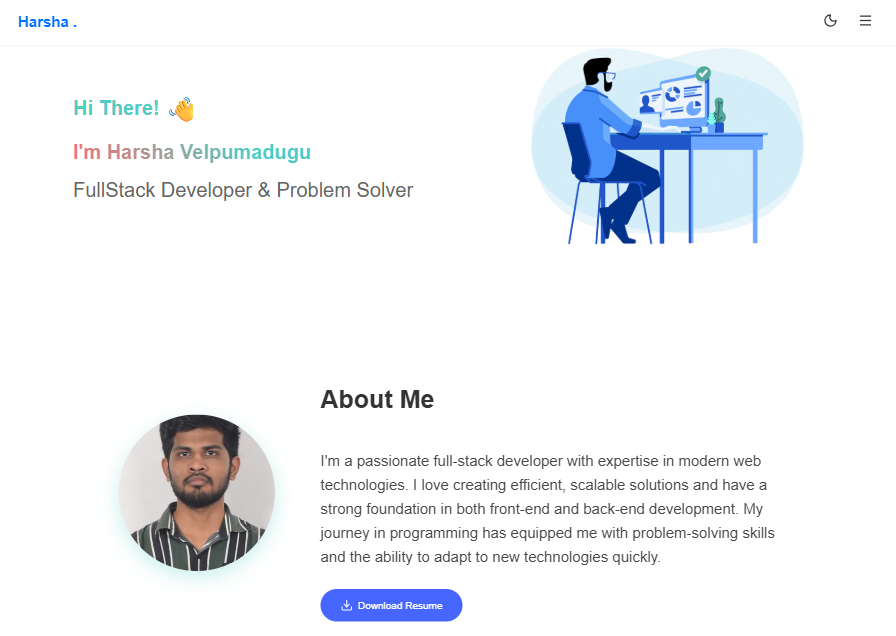 Harsha .
Hi There! 👋
I'm Harsha Velpumadugu
FullStack Developer & Problem Solver
About Me
I'm a passionate full-stack developer with expertise in modern web
technologies. I love creating efficient, scalable solutions and have a
strong foundation in both front-end and back-end development. My
journey in programming has equipped me with problem-solving skills
and the ability to adapt to new technologies quickly.
Download Resume